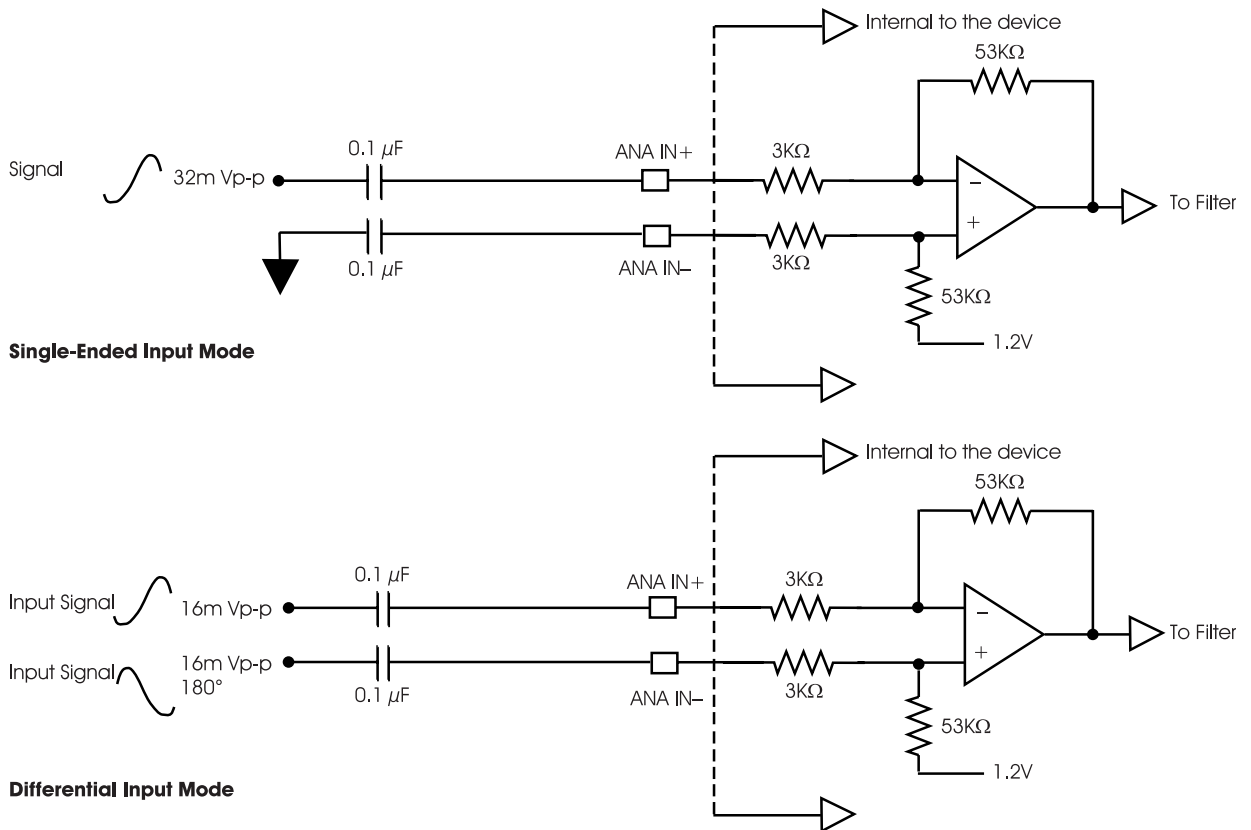 Internal to the device
53KΩ
0.1 µF
ANA IN+
3KΩ
Signal
32m Vp-p
−
To Filter
+
0.1 µF
ANA IN−
3KΩ
53KΩ
1.2V
Single-Ended Input Mode
Internal to the device
53KΩ
0.1 µF
ANA IN+
3KΩ
Input Signal
16m Vp-p
−
To Filter
Input Signal
16m Vp-p
180°
+
0.1 µF
ANA IN−
3KΩ
53KΩ
1.2V
Differential Input Mode